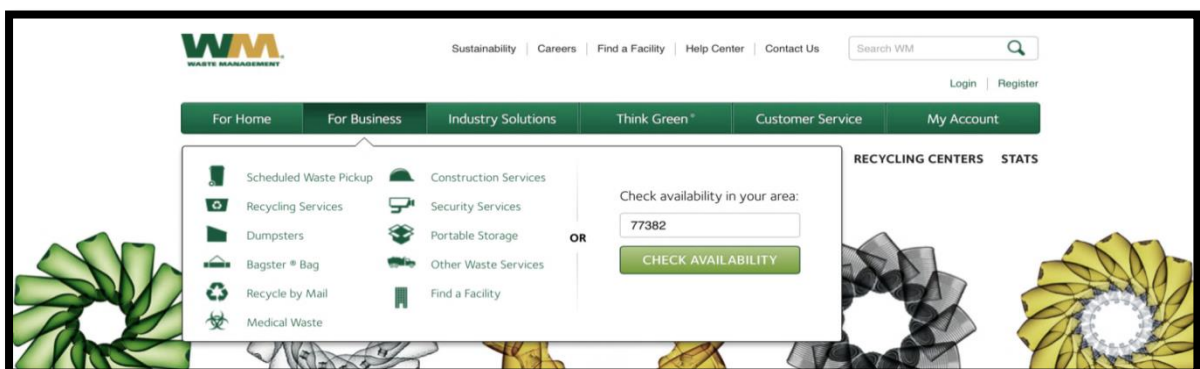 WM
WASTE MANAGEMENT
Sustainability | Careers | Find a Facility | Help Center | Contact Us
Search WM
Login | Register
For Home
For Business
Industry Solutions
Think Green®
Customer Service
My Account
RECYCLING CENTERS STATS
Scheduled Waste Pickup
Recycling Services
Dumpsters
Bagster ® Bag
Recycle by Mail
Medical Waste
Construction Services
Security Services
Portable Storage
Other Waste Services
Find a Facility
OR
Check availability in your area:
77382
CHECK AVAILABILITY